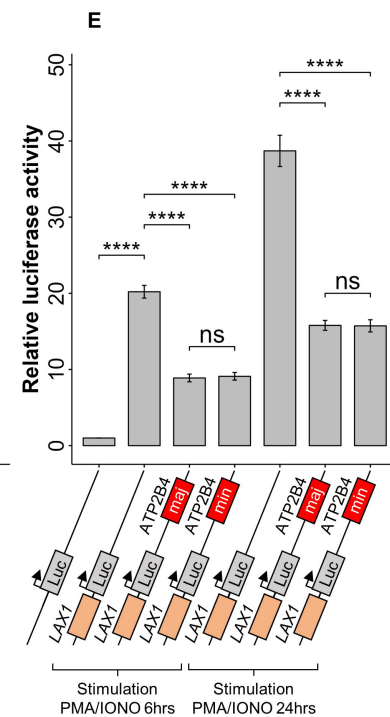 E
Relative luciferase activity
50
40
30
20
10
0
****
****
****
****
****
ns
ns
ATP2B4
maj
ATP2B4
min
ATP2B4
maj
ATP2B4
min
Luc
Luc
Luc
Luc
Luc
Luc
Luc
LAX1
LAX1
LAX1
LAX1
LAX1
LAX1
Stimulation
PMA/IONO 6hrs
Stimulation
PMA/IONO 24hrs